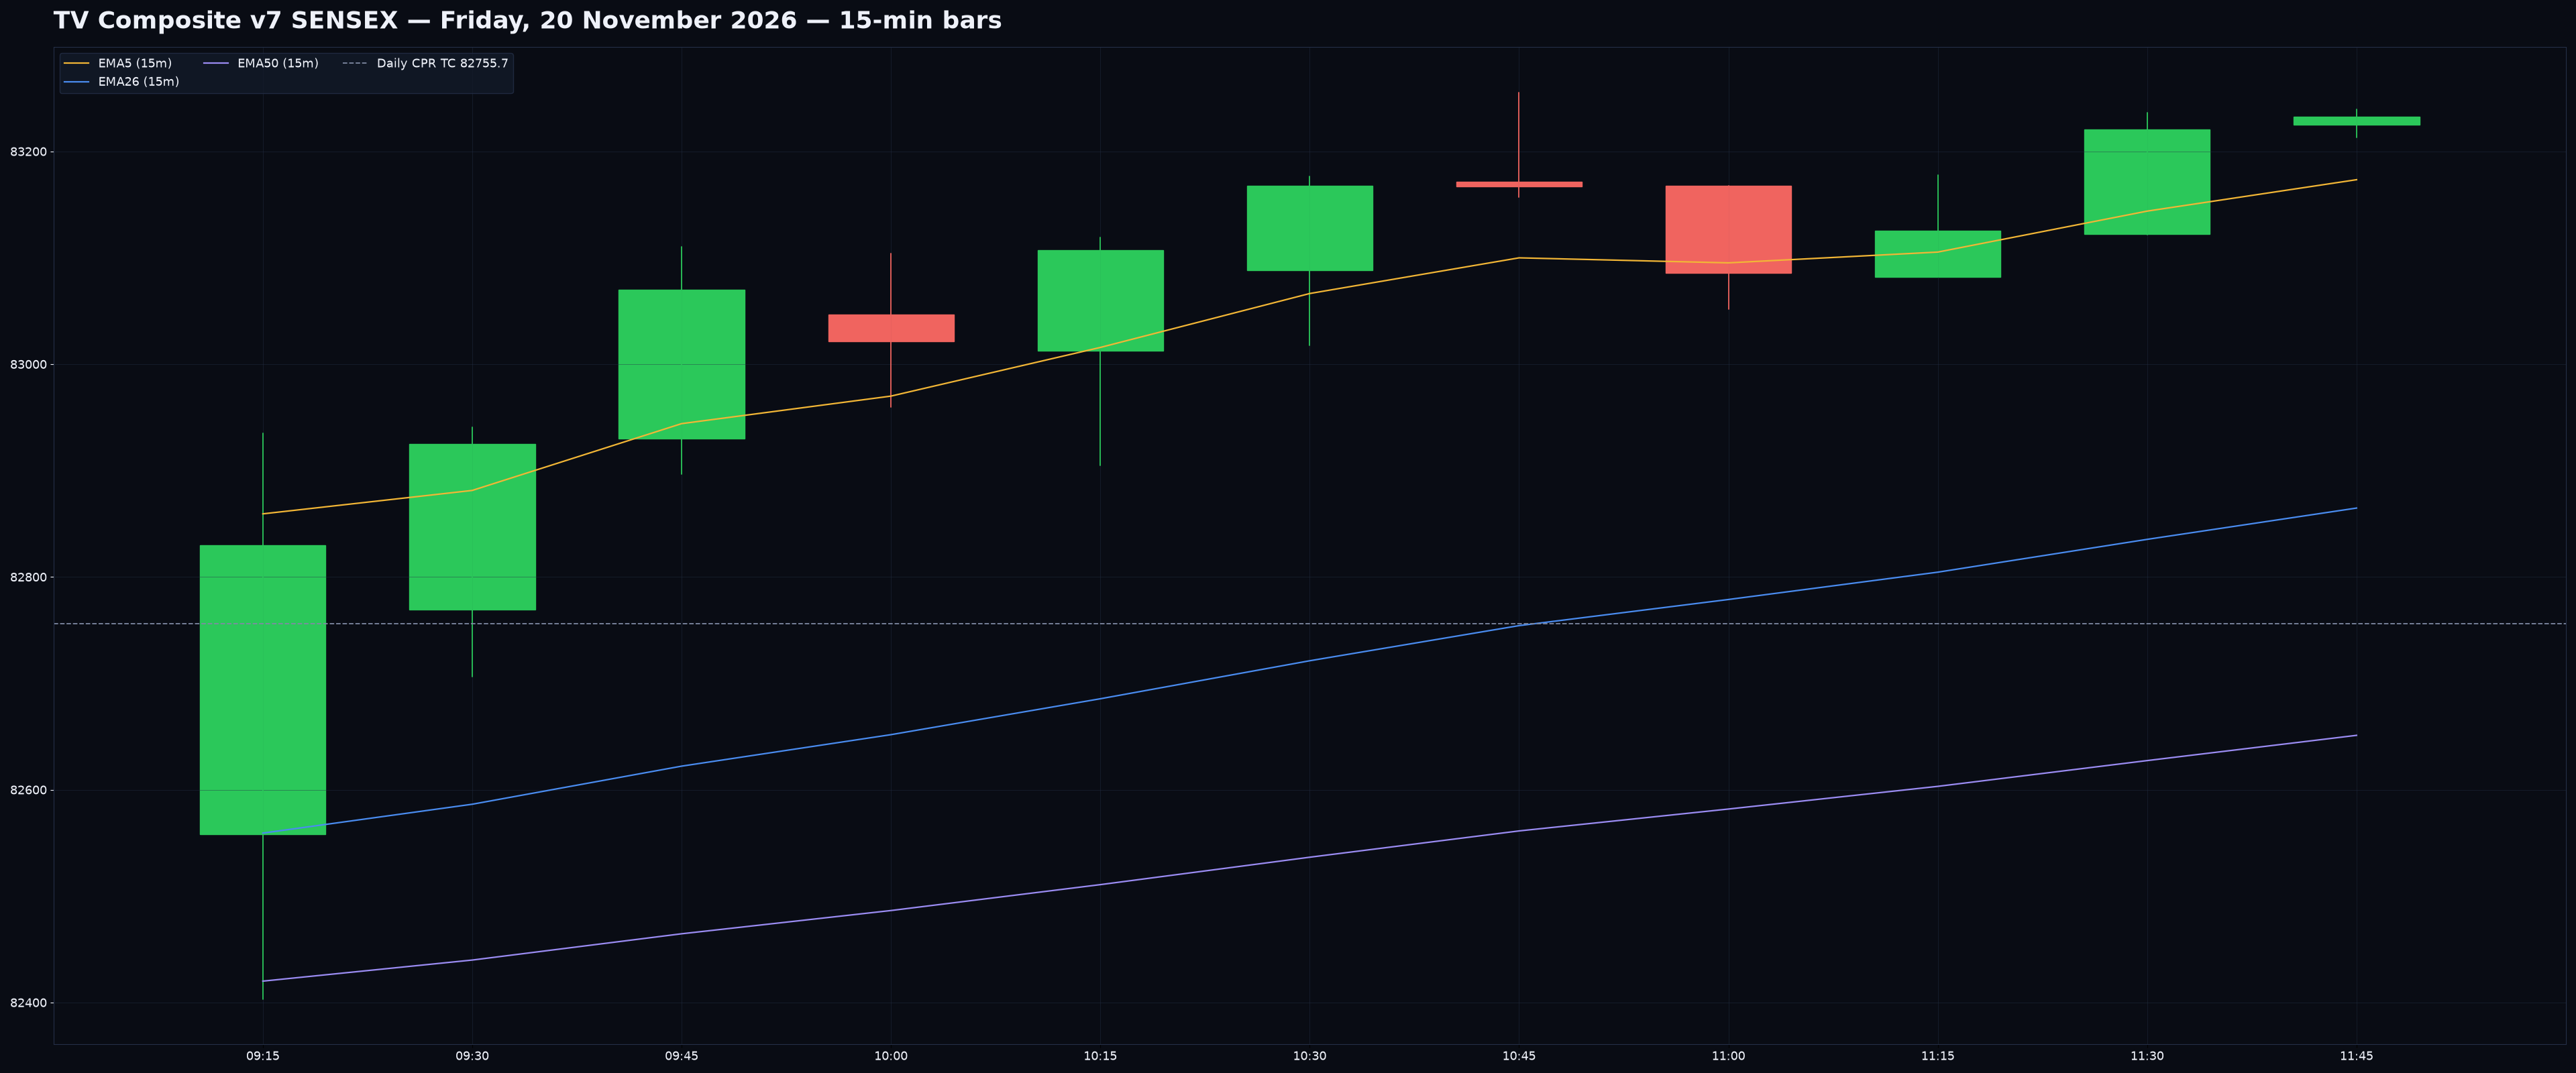 TV Composite v7 SENSEX — Friday, 20 November 2026 — 15-min bars
EMA5 (15m)
EMA26 (15m)
EMA50 (15m)
Daily CPR TC 82755.7
83200
83000
82800
82600
82400
09:15 09:30 09:45 10:00 10:15 10:30 10:45 11:00 11:15 11:30 11:45